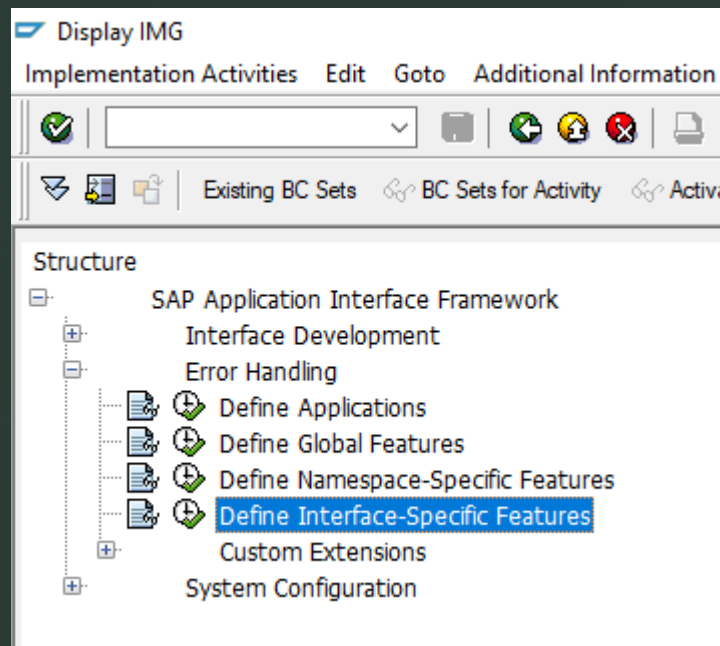 Display IMG
Implementation Activities Edit Goto Additional Information
Existing BC Sets BC Sets for Activity Activa
Structure
SAP Application Interface Framework
Interface Development
Error Handling
Define Applications
Define Global Features
Define Namespace-Specific Features
Define Interface-Specific Features
Custom Extensions
System Configuration